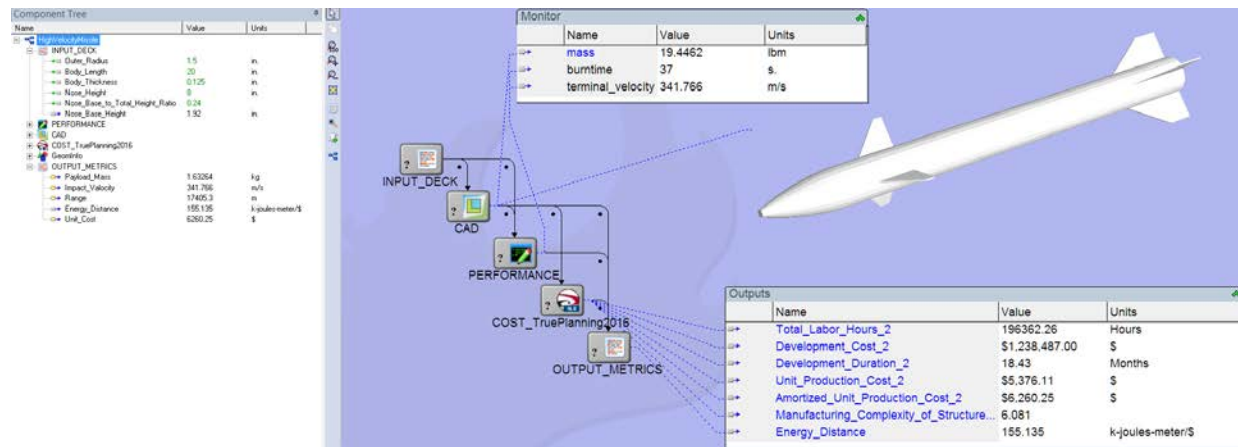 Component Tree
Name Value Units
HighVelocityMissile
INPUT_DECK
Outer_Radius 1.5 in.
Body_Length 20 in.
Body_Thickness 0.125 in.
Nose_Height 8 in.
Nose_Base_to_Total_Height_Ratio 0.24
Nose_Base_Height 1.92 in.
PERFORMANCE
CAD
COST_TruePlanning2016
GeomInfo
OUTPUT_METRICS
Payload_Mass 1.63264 kg
Impact_Velocity 341.766 m/s
Range 17405.3 m
Energy_Distance 155.135 k-joules-meter/$
Unit_Cost 6260.25 $
Monitor
Name Value Units
mass 19.4462 lbm
burntime 37 s.
terminal_velocity 341.766 m/s
? INPUT_DECK
? CAD
? PERFORMANCE
? COST_TruePlanning2016
? OUTPUT_METRICS
Outputs
Name Value Units
Total_Labor_Hours_2 196362.26 Hours
Development_Cost_2 $1,238,487.00 $
Development_Duration_2 18.43 Months
Unit_Production_Cost_2 $5,376.11 $
Amortized_Unit_Production_Cost_2 $6,260.25 $
Manufacturing_Complexity_of_Structure... 6.081
Energy_Distance 155.135 k-joules-meter/$